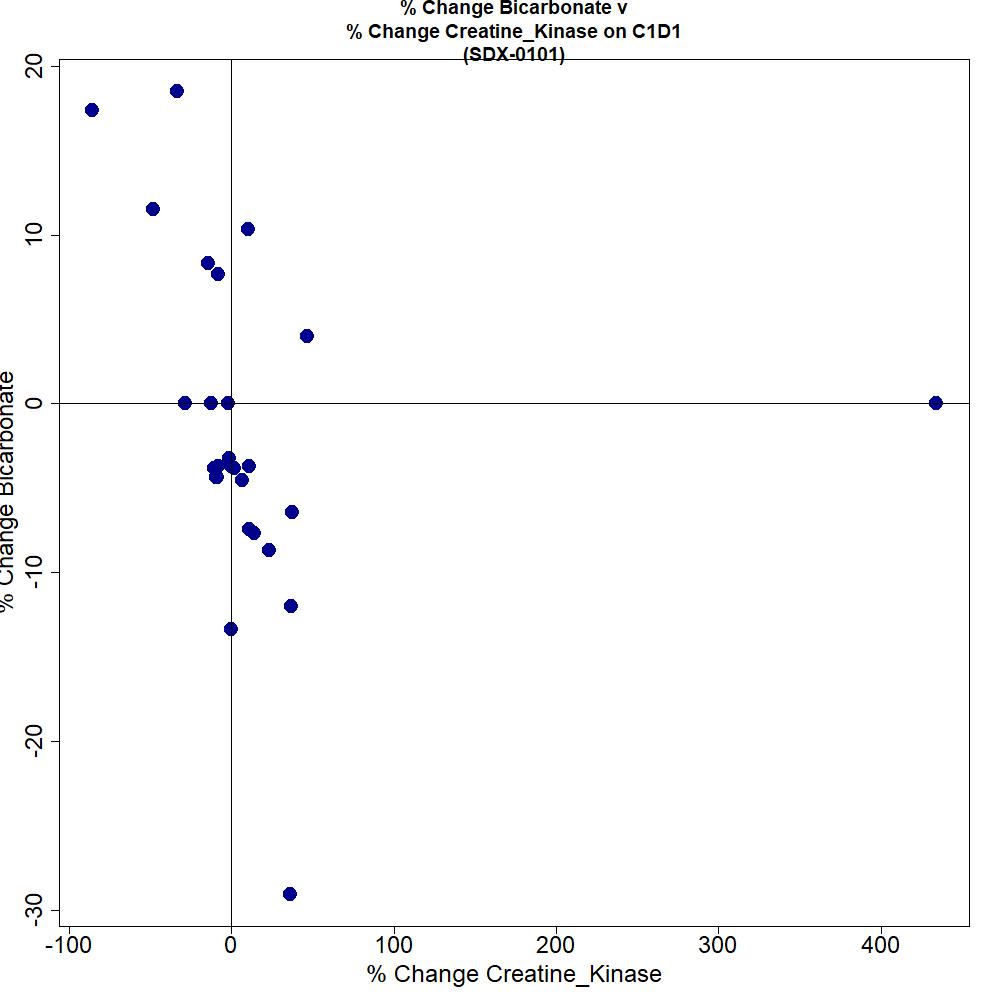 % Change Bicarbonate v
% Change Creatine_Kinase on C1D1
(SDX-0101)
20
10
0
-10
-20
-30
% Change Bicarbonate
-100 0 100 200 300 400
% Change Creatine_Kinase